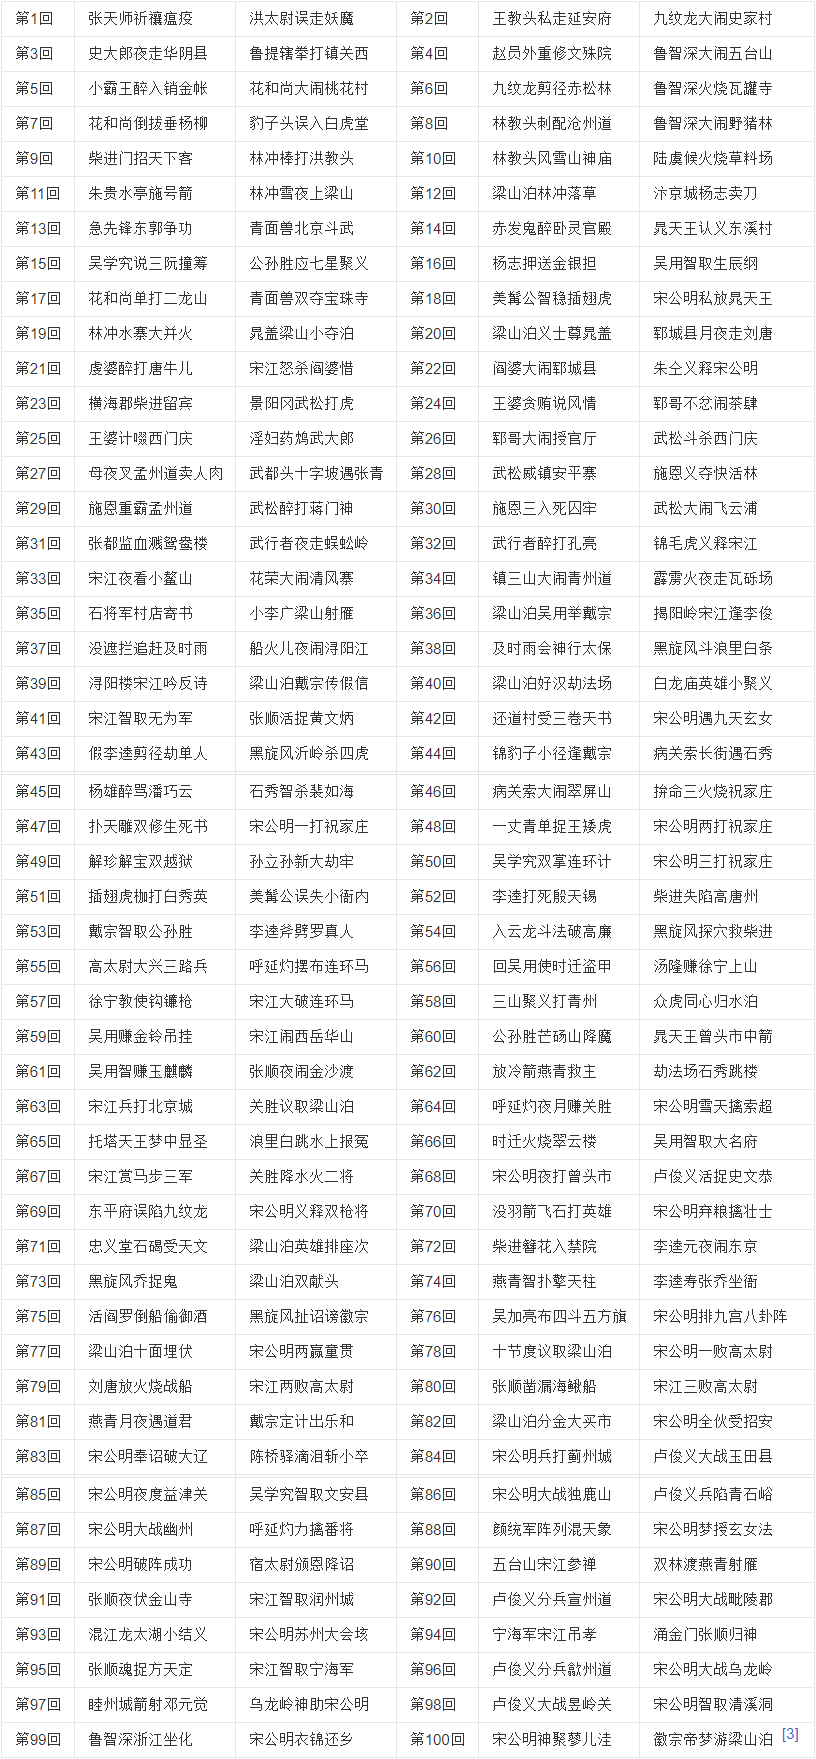 第1回 张天师祈禳瘟疫 洪太尉误走妖魔 第2回 王教头私走延安府 九纹龙大闹史家村
第3回 史大郎夜走华阴县 鲁提辖拳打镇关西 第4回 赵员外重修文殊院 鲁智深大闹五台山
第5回 小霸王醉入销金帐 花和尚大闹桃花村 第6回 九纹龙剪径赤松林 鲁智深火烧瓦罐寺
第7回 花和尚倒拔垂杨柳 豹子头误入白虎堂 第8回 林教头刺配沧州道 鲁智深大闹野猪林
第9回 柴进门招天下客 林冲棒打洪教头 第10回 林教头风雪山神庙 陆虞候火烧草料场
第11回 朱贵水亭施号箭 林冲雪夜上梁山 第12回 梁山泊林冲落草 汴京城杨志卖刀
第13回 急先锋东郭争功 青面兽北京斗武 第14回 赤发鬼醉卧灵官殿 晁天王认义东溪村
第15回 吴学究说三阮撞筹 公孙胜应七星聚义 第16回 杨志押送金银担 吴用智取生辰纲
第17回 花和尚单打二龙山 青面兽双夺宝珠寺 第18回 美髯公智稳插翅虎 宋公明私放晁天王
第19回 林冲水寨大并火 晁盖梁山小夺泊 第20回 梁山泊义士尊晁盖 郓城县月夜走刘唐
第21回 虔婆醉打唐牛儿 宋江怒杀阎婆惜 第22回 阎婆大闹郓城县 朱仝义释宋公明
第23回 横海郡柴进留宾 景阳冈武松打虎 第24回 王婆贪贿说风情 郓哥不忿闹茶肆
第25回 王婆计啜西门庆 淫妇药鸩武大郎 第26回 郓哥大闹授官厅 武松斗杀西门庆
第27回 母夜叉孟州道卖人肉 武都头十字坡遇张青 第28回 武松威镇安平寨 施恩义夺快活林
第29回 施恩重霸孟州道 武松醉打蒋门神 第30回 施恩三入死囚牢 武松大闹飞云浦
第31回 张都监血溅鸳鸯楼 武行者夜走蜈蚣岭 第32回 武行者醉打孔亮 锦毛虎义释宋江
第33回 宋江夜看小鳌山 花荣大闹清风寨 第34回 镇三山大闹青州道 霹雳火夜走瓦砾场
第35回 石将军村店寄书 小李广梁山射雁 第36回 梁山泊吴用举戴宗 揭阳岭宋江逢李俊
第37回 没遮拦追赶及时雨 船火儿夜闹浔阳江 第38回 及时雨会神行太保 黑旋风斗浪里白条
第39回 浔阳楼宋江吟反诗 梁山泊戴宗传假信 第40回 梁山泊好汉劫法场 白龙庙英雄小聚义
第41回 宋江智取无为军 张顺活捉黄文炳 第42回 还道村受三卷天书 宋公明遇九天玄女
第43回 假李逵剪径劫单人 黑旋风沂岭杀四虎 第44回 锦豹子小径逢戴宗 病关索长街遇石秀
第45回 杨雄醉骂潘巧云 石秀智杀裴如海 第46回 病关索大闹翠屏山 拚命三火烧祝家庄
第47回 扑天雕双修生死书 宋公明一打祝家庄 第48回 一丈青单捉王矮虎 宋公明两打祝家庄
第49回 解珍解宝双越狱 孙立孙新大劫牢 第50回 吴学究双掌连环计 宋公明三打祝家庄
第51回 插翅虎枷打白秀英 美髯公误失小衙内 第52回 李逵打死殷天锡 柴进失陷高唐州
第53回 戴宗智取公孙胜 李逵斧劈罗真人 第54回 入云龙斗法破高廉 黑旋风探穴救柴进
第55回 高太尉大兴三路兵 呼延灼摆布连环马 第56回 回吴用使时迁盗甲 汤隆赚徐宁上山
第57回 徐宁教使钩镰枪 宋江大破连环马 第58回 三山聚义打青州 众虎同心归水泊
第59回 吴用赚金铃吊挂 宋江闹西岳华山 第60回 公孙胜芒砀山降魔 晁天王曾头市中箭
第61回 吴用智赚玉麒麟 张顺夜闹金沙渡 第62回 放冷箭燕青救主 劫法场石秀跳楼
第63回 宋江兵打北京城 关胜议取梁山泊 第64回 呼延灼夜月赚关胜 宋公明雪天擒索超
第65回 托塔天王梦中显圣 浪里白跳水上报冤 第66回 时迁火烧翠云楼 吴用智取大名府
第67回 宋江赏马步三军 关胜降水火二将 第68回 宋公明夜打曾头市 卢俊义活捉史文恭
第69回 东平府误陷九纹龙 宋公明义释双枪将 第70回 没羽箭飞石打英雄 宋公明弃粮擒壮士
第71回 忠义堂石碣受天文 梁山泊英雄排座次 第72回 柴进簪花入禁院 李逵元夜闹东京
第73回 黑旋风乔捉鬼 梁山泊双献头 第74回 燕青智扑擎天柱 李逵寿张乔坐衙
第75回 活阎罗倒船偷御酒 黑旋风扯诏谤徽宗 第76回 吴加亮布四斗五方旗 宋公明排九宫八卦阵
第77回 梁山泊十面埋伏 宋公明两赢童贯 第78回 十节度议取梁山泊 宋公明一败高太尉
第79回 刘唐放火烧战船 宋江两败高太尉 第80回 张顺凿漏海鳅船 宋江三败高太尉
第81回 燕青月夜遇道君 戴宗定计出乐和 第82回 梁山泊分金大买市 宋公明全伙受招安
第83回 宋公明奉诏破大辽 陈桥驿滴泪斩小卒 第84回 宋公明兵打蓟州城 卢俊义大战玉田县
第85回 宋公明夜度益津关 吴学究智取文安县 第86回 宋公明大战独鹿山 卢俊义兵陷青石峪
第87回 宋公明大战幽州 呼延灼力擒番将 第88回 颜统军阵列混天象 宋公明梦授玄女法
第89回 宋公明破阵成功 宿太尉颁恩降诏 第90回 五台山宋江参禅 双林渡燕青射雁
第91回 张顺夜伏金山寺 宋江智取润州城 第92回 卢俊义分兵宣州道 宋公明大战毗陵郡
第93回 混江龙太湖小结义 宋公明苏州大会垓 第94回 宁海军宋江吊孝 涌金门张顺归神
第95回 张顺魂捉方天定 宋江智取宁海军 第96回 卢俊义分兵歙州道 宋公明大战乌龙岭
第97回 睦州城箭射邓元觉 乌龙岭神助宋公明 第98回 卢俊义大战昱岭关 宋公明智取清溪洞
第99回 鲁智深浙江坐化 宋公明衣锦还乡 第100回 宋公明神聚蓼儿洼 徽宗帝梦游梁山泊 [3]